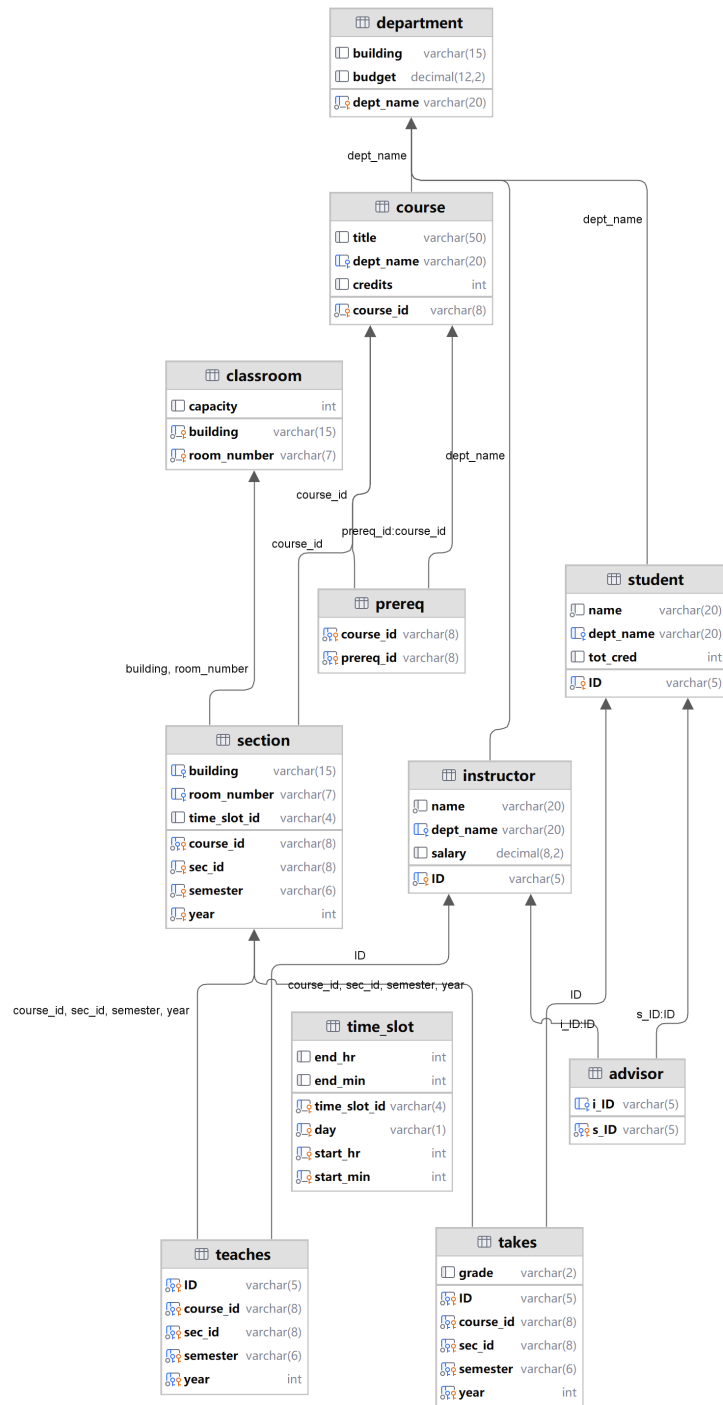 department
building varchar(15)
budget decimal(12,2)
dept_name varchar(20)
dept_name
course
title varchar(50)
dept_name varchar(20)
credits int
course_id varchar(8)
dept_name
classroom
capacity int
building varchar(15)
room_number varchar(7)
dept_name
course_id
prereq_id:course_id
course_id
prereq
course_id varchar(8)
prereq_id varchar(8)
student
name varchar(20)
dept_name varchar(20)
tot_cred int
ID varchar(5)
building, room_number
section
building varchar(15)
room_number varchar(7)
time_slot_id varchar(4)
course_id varchar(8)
sec_id varchar(8)
semester varchar(6)
year int
instructor
name varchar(20)
dept_name varchar(20)
salary decimal(8,2)
ID varchar(5)
ID
course_id, sec_id, semester, year
course_id, sec_id, semester, year
ID
i_ID:ID
s_ID:ID
time_slot
end_hr int
end_min int
time_slot_id varchar(4)
day varchar(1)
start_hr int
start_min int
advisor
i_ID varchar(5)
s_ID varchar(5)
teaches
ID varchar(5)
course_id varchar(8)
sec_id varchar(8)
semester varchar(6)
year int
takes
grade varchar(2)
ID varchar(5)
course_id varchar(8)
sec_id varchar(8)
semester varchar(6)
year int